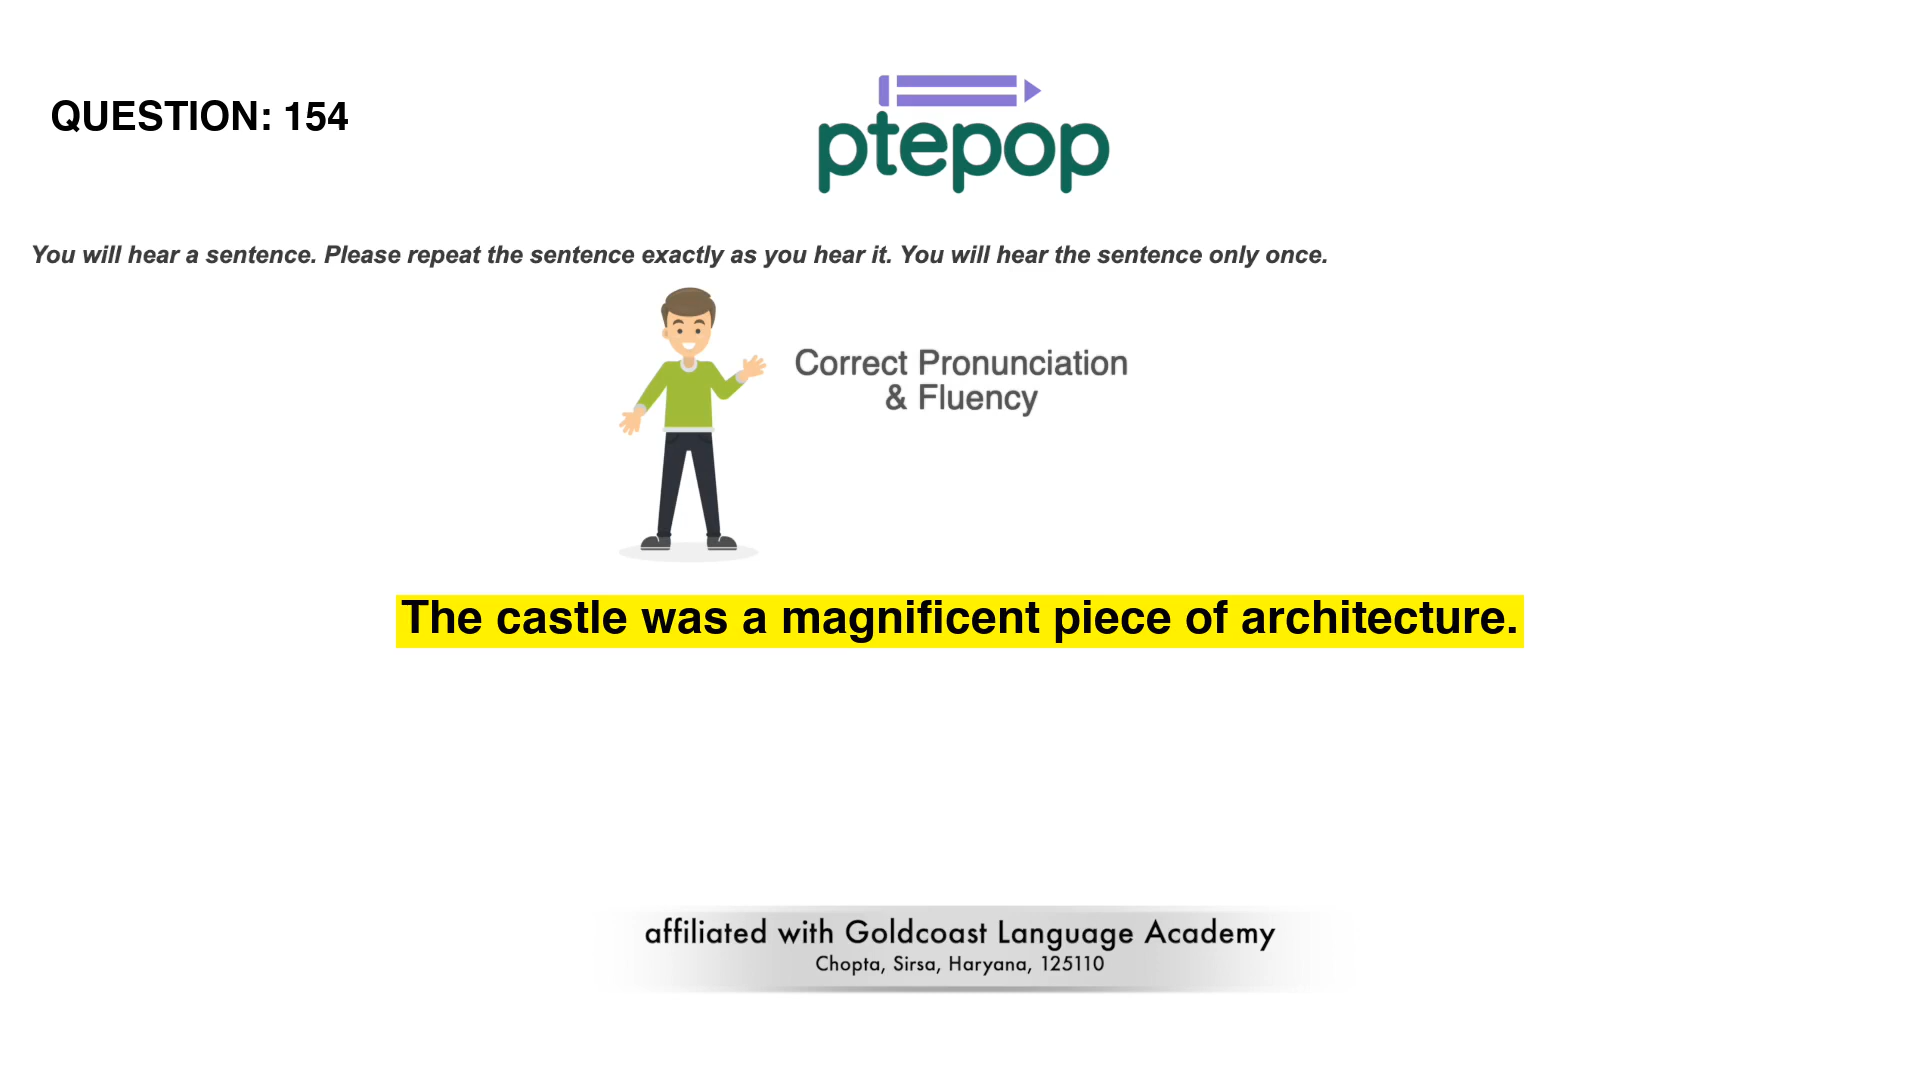 QUESTION: 154
ptepop
You will hear a sentence. Please repeat the sentence exactly as you hear it. You will hear the sentence only once.
Correct Pronunciation
& Fluency
The castle was a magnificent piece of architecture.
affiliated with Goldcoast Language Academy
Chopta, Sirsa, Haryana, 125110